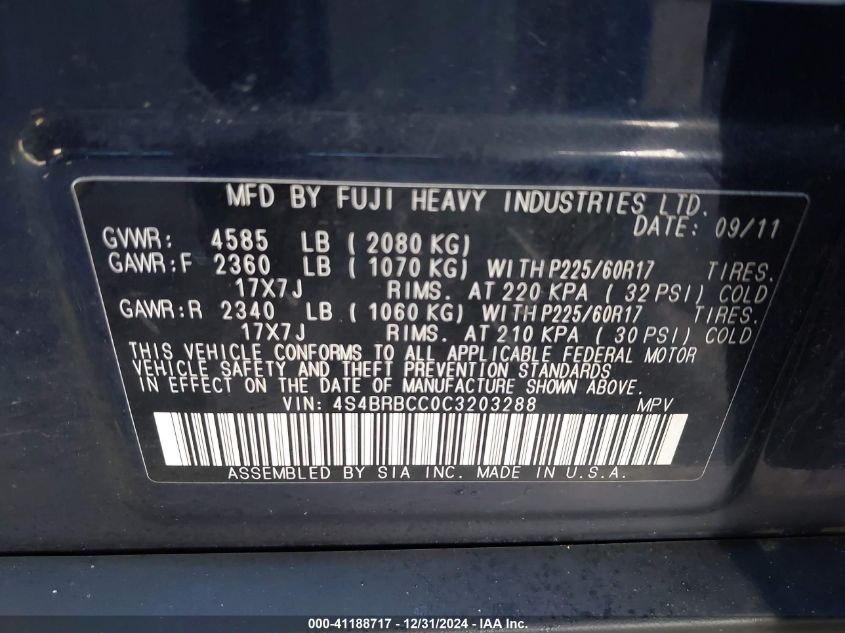 MFD BY FUJI HEAVY INDUSTRIES LTD.
DATE: 09/11
GVWR: 4585 LB ( 2080 KG)
GAWR:F 2360 LB ( 1070 KG) WITH P225/60R17 TIRES.
17X7J RIMS. AT 220 KPA ( 32 PSI) COLD
GAWR:R 2340 LB ( 1060 KG) WITH P225/60R17 TIRES.
17X7J RIMS. AT 210 KPA ( 30 PSI) COLD
THIS VEHICLE CONFORMS TO ALL APPLICABLE FEDERAL MOTOR
VEHICLE SAFETY AND THEFT PREVENTION STANDARDS
IN EFFECT ON THE DATE OF MANUFACTURE SHOWN ABOVE.
VIN: 4S4BRBCC0C3203288 MPV
ASSEMBLED BY SIA INC. MADE IN U.S.A.
000-41188717 - 12/31/2024 - IAA Inc.